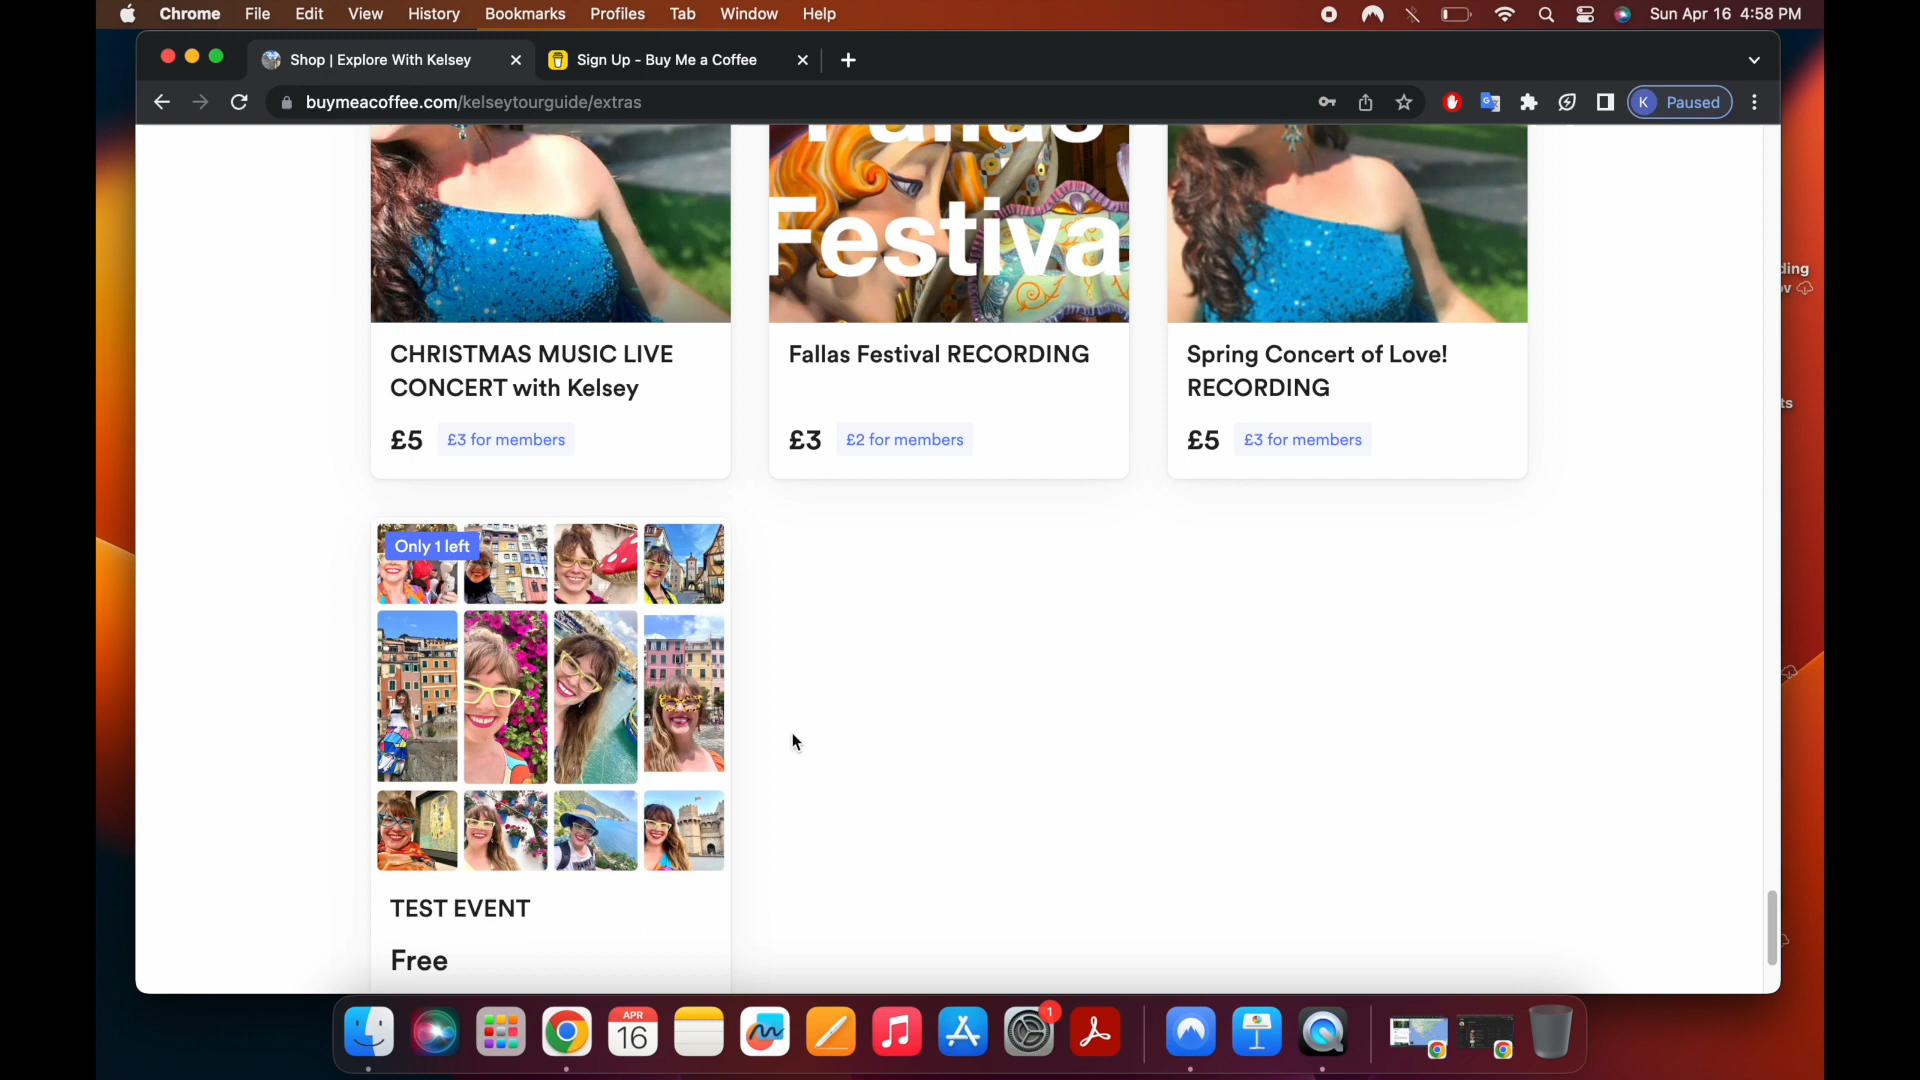 Chrome File Edit View History Bookmarks Profiles Tab Window Help Sun Apr 16 4:58 PM
Shop | Explore With Kelsey Sign Up - Buy Me a Coffee
buymeacoffee.com/kelseytourguide/extras K Paused
Fallas
Festiva
CHRISTMAS MUSIC LIVE
CONCERT with Kelsey
£5 £3 for members
Fallas Festival RECORDING
£3 £2 for members
Spring Concert of Love!
RECORDING
£5 £3 for members
Only 1 left
TEST EVENT
Free
APR
16
1